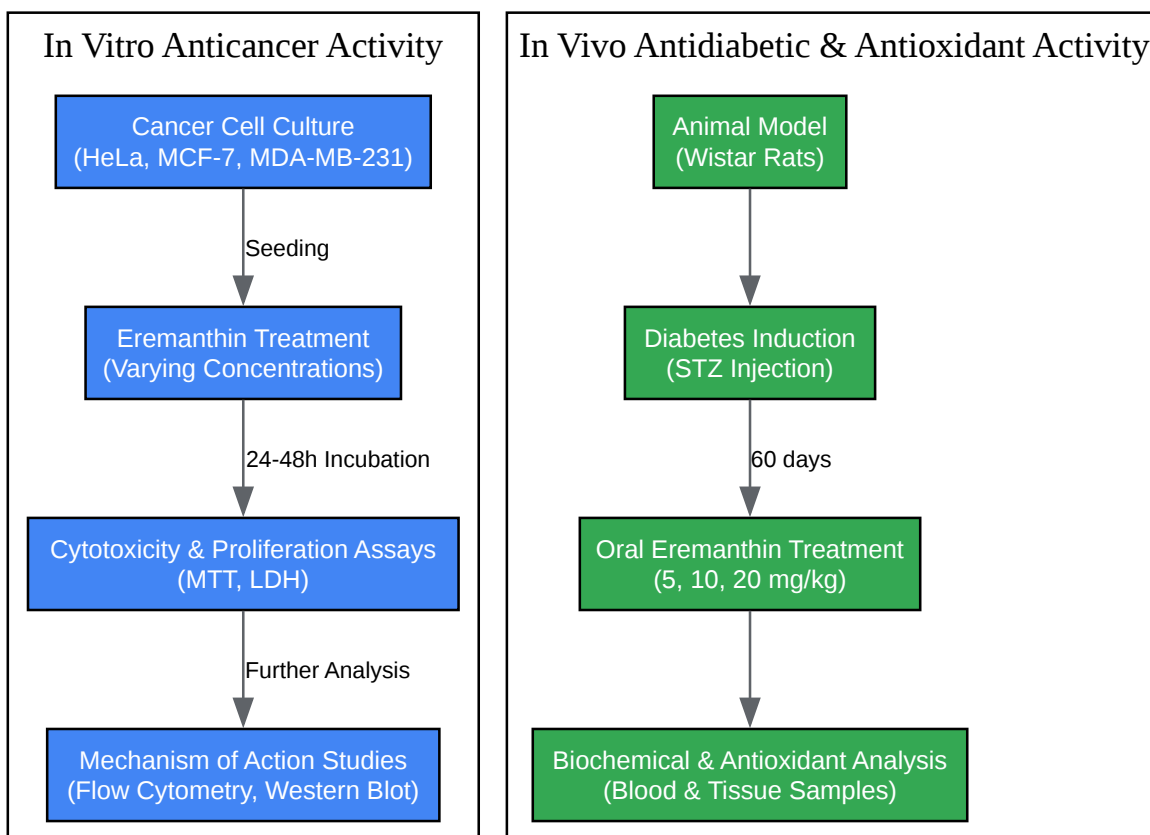 In Vitro Anticancer Activity
Cancer Cell Culture
(HeLa, MCF-7, MDA-MB-231)
Seeding
Eremanthin Treatment
(Varying Concentrations)
24-48h Incubation
Cytotoxicity & Proliferation Assays
(MTT, LDH)
Further Analysis
Mechanism of Action Studies
(Flow Cytometry, Western Blot)
In Vivo Antidiabetic & Antioxidant Activity
Animal Model
(Wistar Rats)
Diabetes Induction
(STZ Injection)
60 days
Oral Eremanthin Treatment
(5, 10, 20 mg/kg)
Biochemical & Antioxidant Analysis
(Blood & Tissue Samples)